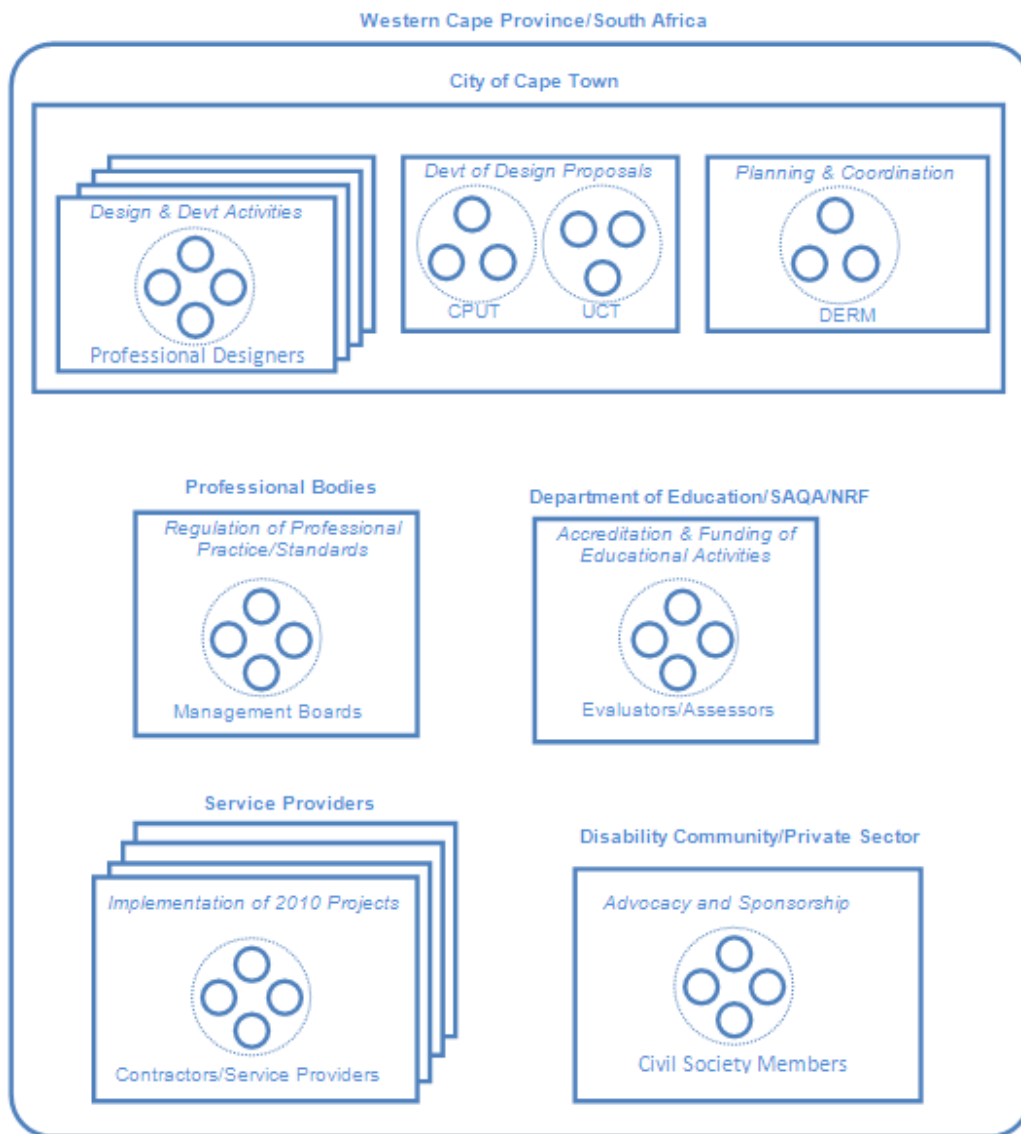 Western Cape Province/South Africa
City of Cape Town
Design & Devt Activities
Professional Designers
Devt of Design Proposals
CPUT
UCT
Planning & Coordination
DERM
Professional Bodies
Regulation of Professional
Practice/Standards
Management Boards
Department of Education/SAQA/NRF
Accreditation & Funding of
Educational Activities
Evaluators/Assessors
Service Providers
Implementation of 2010 Projects
Contractors/Service Providers
Disability Community/Private Sector
Advocacy and Sponsorship
Civil Society Members